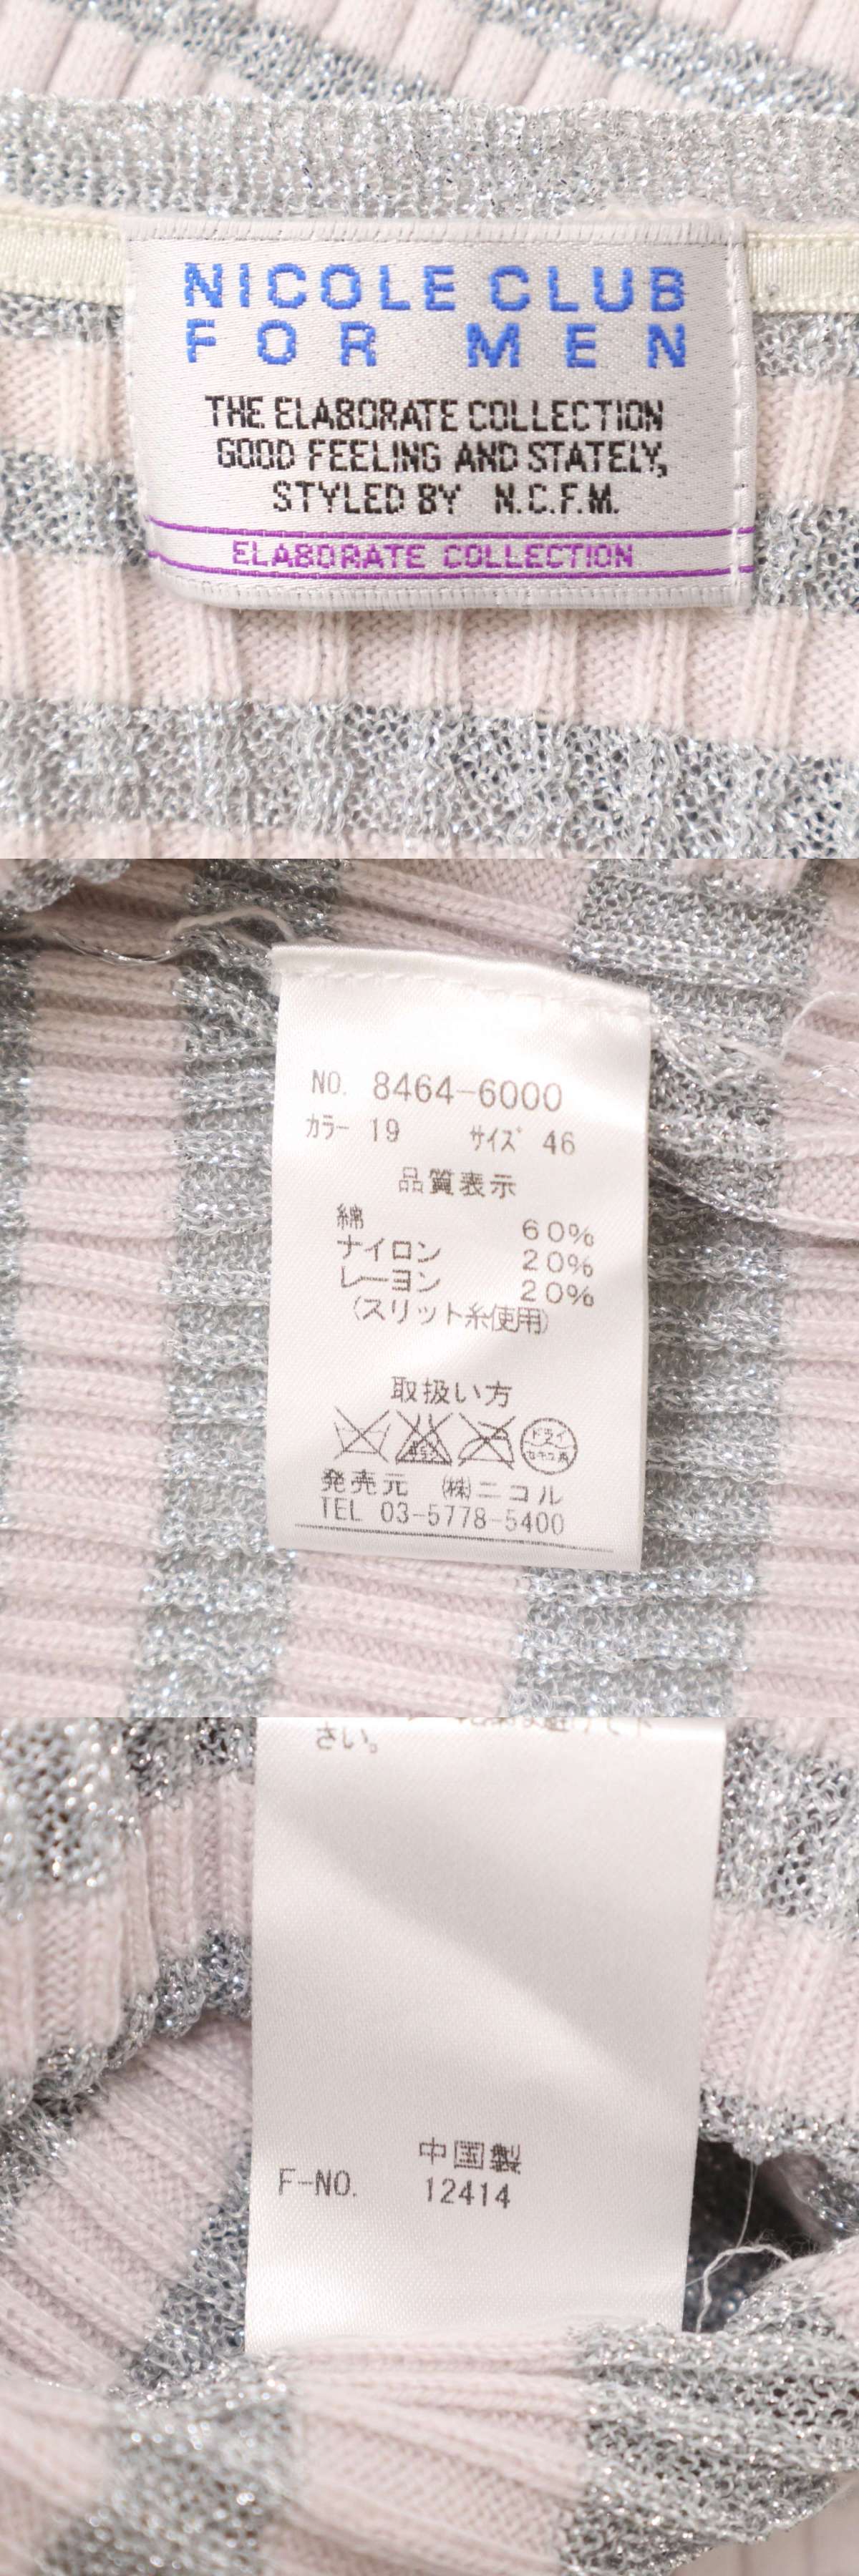 NICOLE CLUB
FOR MEN
THE ELABORATE COLLECTION
GOOD FEELING AND STATELY,
STYLED BY N.C.F.M.
ELABORATE COLLECTION
NO. 8464-6000
カラー 19 サイズ 46
品質表示
綿 60%
ナイロン 20%
レーヨン 20%
(スリット糸使用)
取扱い方
ドライ
発売元 (株)ニコル
TEL 03-5778-5400
さい。
中国製
F-NO. 12414